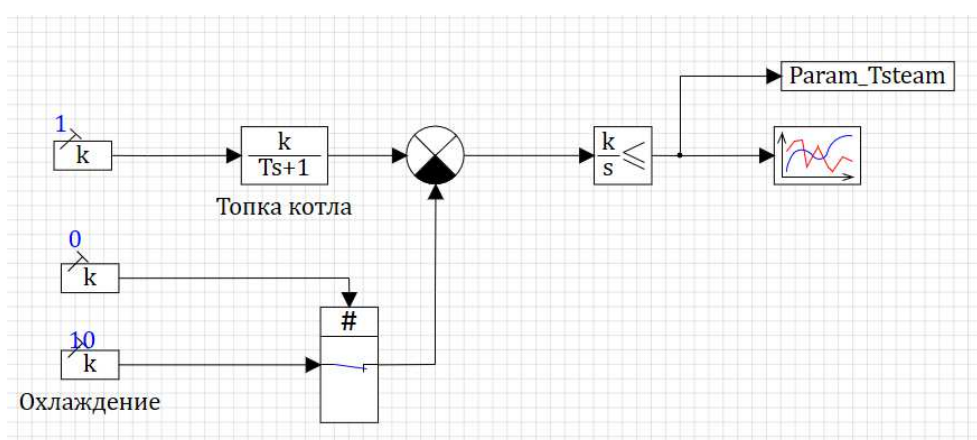 Param_Tsteam
1
k
k
Ts+1
k
s
Топка котла
0
k
#
10
k
Охлаждение